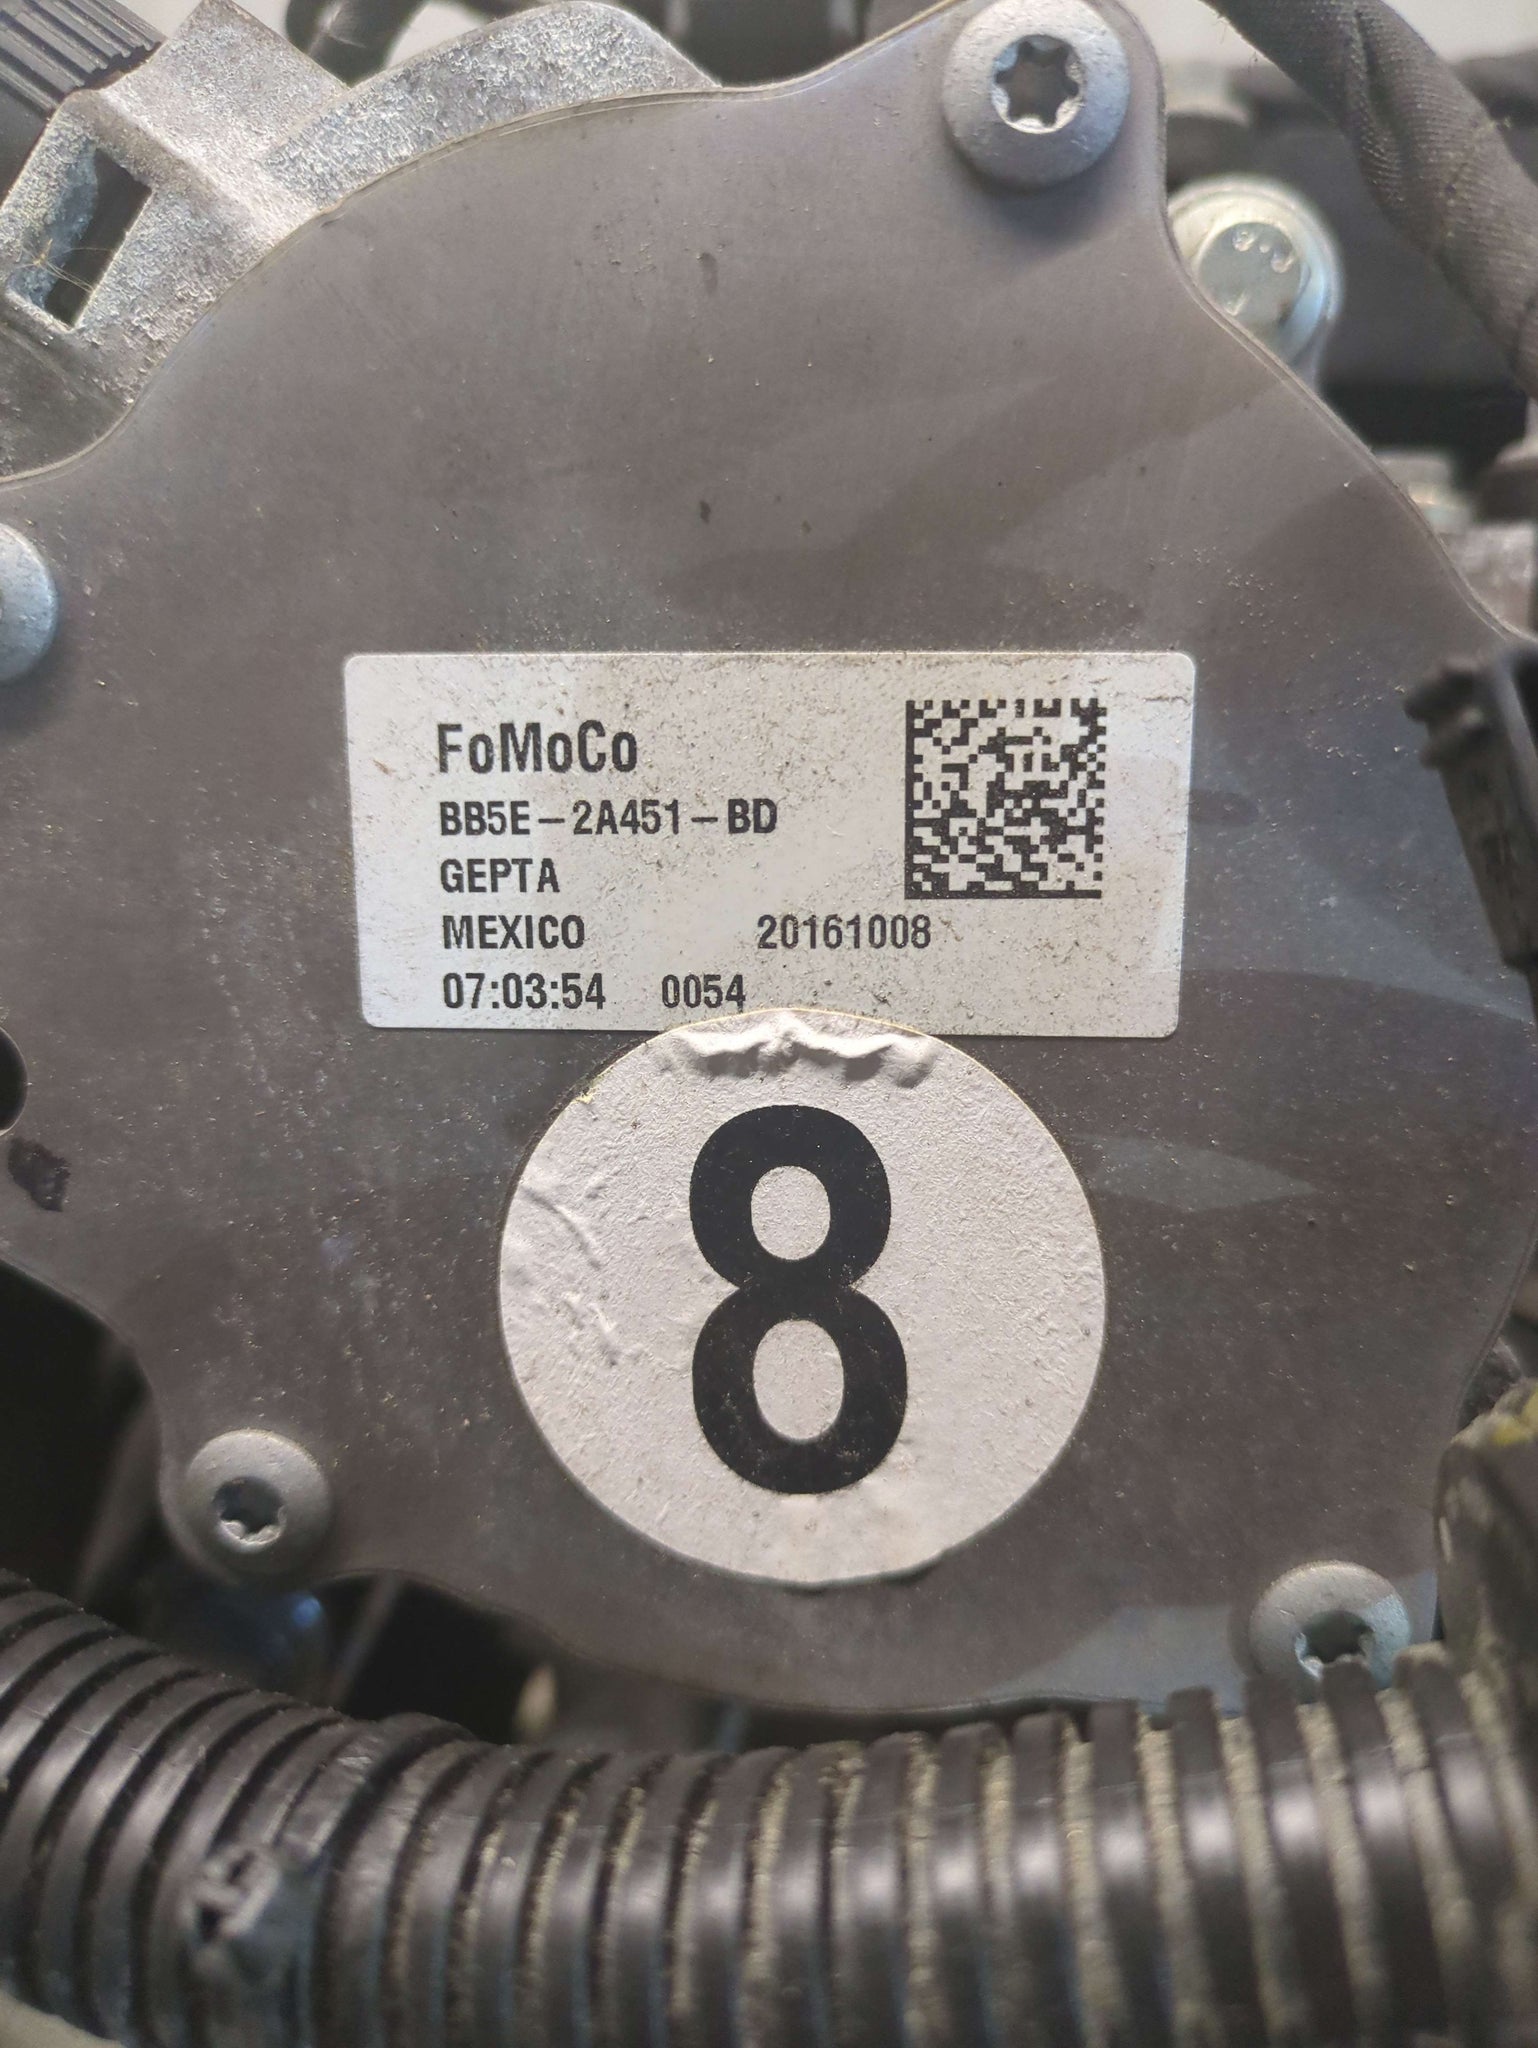 FoMoCo
BB5E-2A451-BD
GEPTA
MEXICO 20161008
07:03:54 0054
8